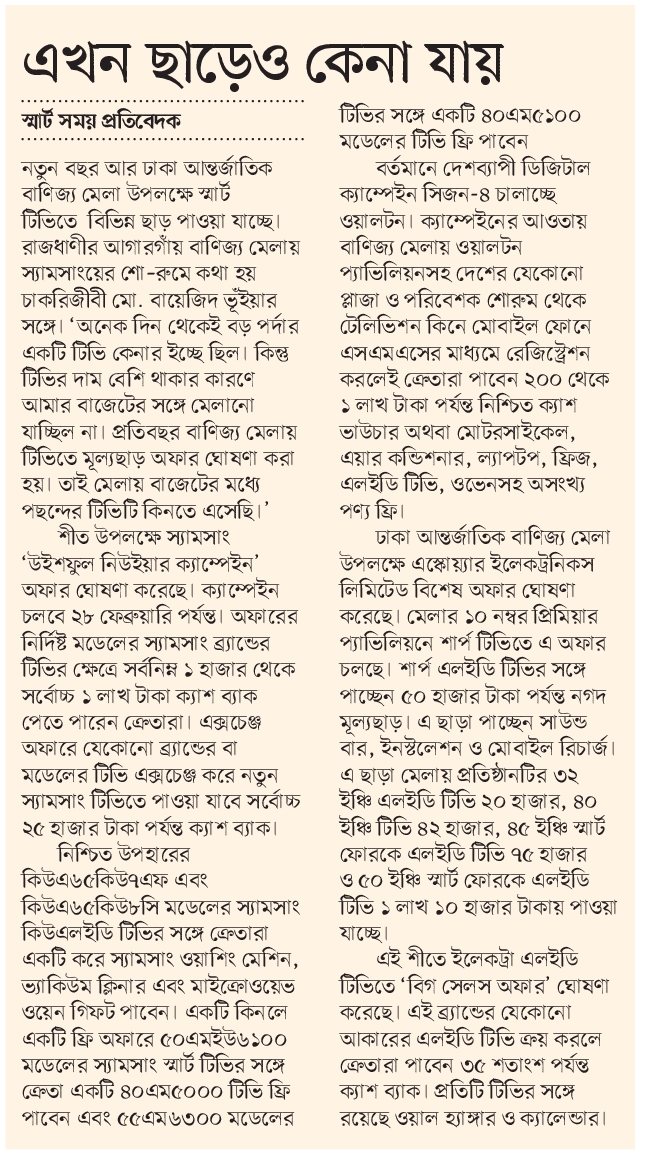 এখন ছাড়েও কেনা যায়
স্মার্ট সময় প্রতিবেদক
নতুন বছর আর ঢাকা আন্তর্জাতিক
বাণিজ্য মেলা উপলক্ষে স্মার্ট
টিভিতে বিভিন্ন ছাড় পাওয়া যাচ্ছে।
রাজধাণীর আগারগাঁয় বাণিজ্য মেলায়
স্যামসাংয়ের শো-রুমে কথা হয়
চাকরিজীবী মো. বায়েজিদ ভূঁইয়ার
সঙ্গে। ‘অনেক দিন থেকেই বড় পর্দার
একটি টিভি কেনার ইচ্ছে ছিল। কিন্তু
টিভির দাম বেশি থাকার কারণে
আমার বাজেটের সঙ্গে মেলানো
যাচ্ছিল না। প্রতিবছর বাণিজ্য মেলায়
টিভিতে মূল্যছাড় অফার ঘোষণা করা
হয়। তাই মেলায় বাজেটের মধ্যে
পছন্দের টিভিটি কিনতে এসেছি।’
শীত উপলক্ষে স্যামসাং
‘উইশফুল নিউইয়ার ক্যাম্পেইন’
অফার ঘোষণা করেছে। ক্যাম্পেইন
চলবে ২৮ ফেব্রুয়ারি পর্যন্ত। অফারের
নির্দিষ্ট মডেলের স্যামসাং ব্র্যান্ডের
টিভির ক্ষেত্রে সর্বনিম্ন ১ হাজার থেকে
সর্বোচ্চ ১ লাখ টাকা ক্যাশ ব্যাক
পেতে পারেন ক্রেতারা। এক্সচেঞ্জ
অফারে যেকোনো ব্র্যান্ডের বা
মডেলের টিভি এক্সচেঞ্জ করে নতুন
স্যামসাং টিভিতে পাওয়া যাবে সর্বোচ্চ
২৫ হাজার টাকা পর্যন্ত ক্যাশ ব্যাক।
নিশ্চিত উপহারের
কিউএ৬৫কিউ৭এফ এবং
কিউএ৬৫কিউ৮সি মডেলের স্যামসাং
কিউএলইডি টিভির সঙ্গে ক্রেতারা
একটি করে স্যামসাং ওয়াশিং মেশিন,
ভ্যাকিউম ক্লিনার এবং মাইক্রোওয়েভ
ওয়েন গিফট পাবেন। একটি কিনলে
একটি ফ্রি অফারে ৫০এমইউ৬১০০
মডেলের স্যামসাং স্মার্ট টিভির সঙ্গে
ক্রেতা একটি ৪০এম৫০০০ টিভি ফ্রি
পাবেন এবং ৫৫এম৬৩০০ মডেলের
টিভির সঙ্গে একটি ৪০এম৫১০০
মডেলের টিভি ফ্রি পাবেন
বর্তমানে দেশব্যাপী ডিজিটাল
ক্যাম্পেইন সিজন-৪ চালাচ্ছে
ওয়ালটন। ক্যাম্পেইনের আওতায়
বাণিজ্য মেলায় ওয়ালটন
প্যাভিলিয়নসহ দেশের যেকোনো
প্লাজা ও পরিবেশক শোরুম থেকে
টেলিভিশন কিনে মোবাইল ফোনে
এসএমএসের মাধ্যমে রেজিস্ট্রেশন
করলেই ক্রেতারা পাবেন ২০০ থেকে
১ লাখ টাকা পর্যন্ত নিশ্চিত ক্যাশ
ভাউচার অথবা মোটরসাইকেল,
এয়ার কন্ডিশনার, ল্যাপটপ, ফ্রিজ,
এলইডি টিভি, ওভেনসহ অসংখ্য
পণ্য ফ্রি।
ঢাকা আন্তর্জাতিক বাণিজ্য মেলা
উপলক্ষে এস্কোয়্যার ইলেকট্রনিকস
লিমিটেড বিশেষ অফার ঘোষণা
করেছে। মেলার ১০ নম্বর প্রিমিয়ার
প্যাভিলিয়নে শার্প টিভিতে এ অফার
চলছে। শার্প এলইডি টিভির সঙ্গে
পাচ্ছেন ৫০ হাজার টাকা পর্যন্ত নগদ
মূল্যছাড়। এ ছাড়া পাচ্ছেন সাউন্ড
বার, ইনস্টলেশন ও মোবাইল রিচার্জ।
এ ছাড়া মেলায় প্রতিষ্ঠানটির ৩২
ইঞ্চি এলইডি টিভি ২০ হাজার, ৪০
ইঞ্চি টিভি ৪২ হাজার, ৪৫ ইঞ্চি স্মার্ট
ফোরকে এলইডি টিভি ৭৫ হাজার
ও ৫০ ইঞ্চি স্মার্ট ফোরকে এলইডি
টিভি ১ লাখ ১০ হাজার টাকায় পাওয়া
যাচ্ছে।
এই শীতে ইলেকট্রা এলইডি
টিভিতে ‘বিগ সেলস অফার’ ঘোষণা
করেছে। এই ব্র্যান্ডের যেকোনো
আকারের এলইডি টিভি ক্রয় করলে
ক্রেতারা পাবেন ৩৫ শতাংশ পর্যন্ত
ক্যাশ ব্যাক। প্রতিটি টিভির সঙ্গে
রয়েছে ওয়াল হ্যাঙ্গার ও ক্যালেন্ডার।